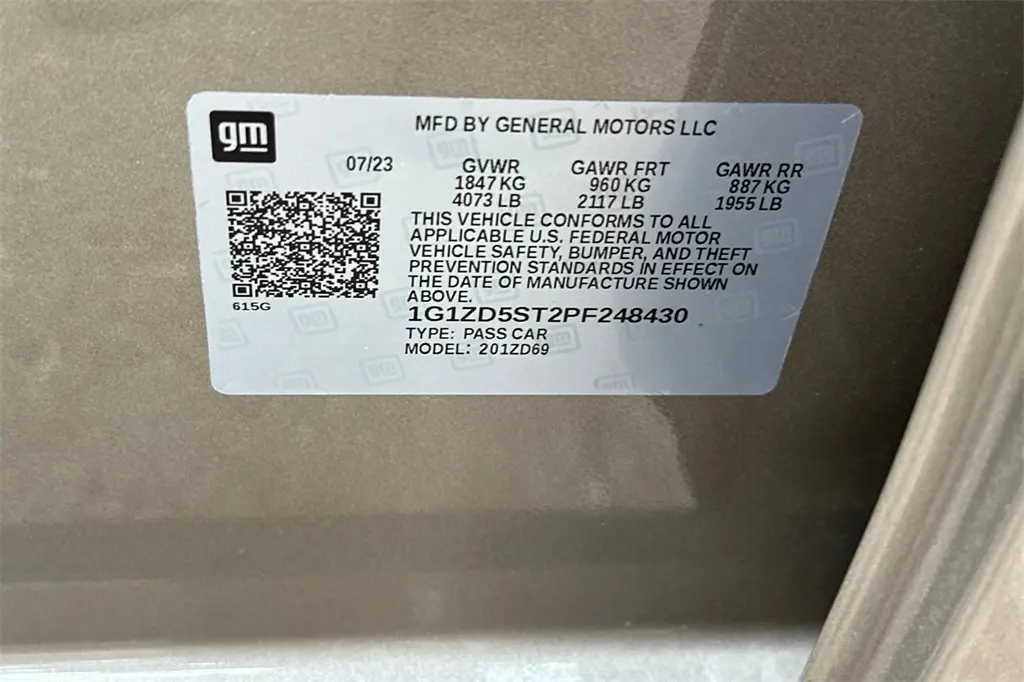 gm
MFD BY GENERAL MOTORS LLC
07/23 GVWR GAWR FRT GAWR RR
1847 KG 960 KG 887 KG
4073 LB 2117 LB 1955 LB
THIS VEHICLE CONFORMS TO ALL
APPLICABLE U.S. FEDERAL MOTOR
VEHICLE SAFETY, BUMPER, AND THEFT
PREVENTION STANDARDS IN EFFECT ON
THE DATE OF MANUFACTURE SHOWN
ABOVE.
615G
1G1ZD5ST2PF248430
TYPE: PASS CAR
MODEL: 201ZD69